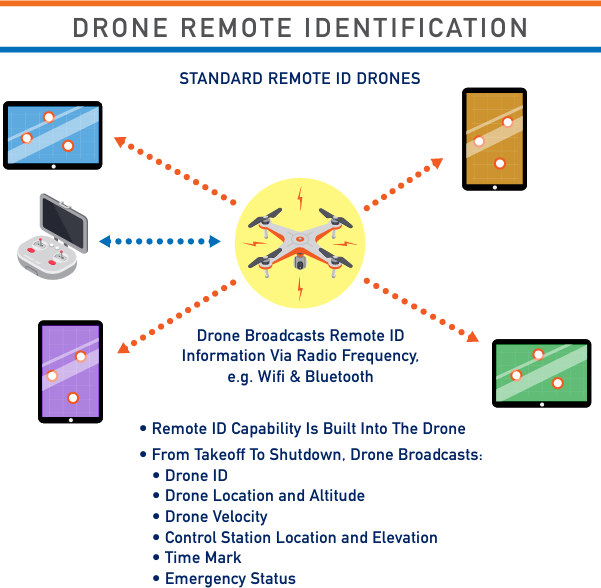 DRONE REMOTE IDENTIFICATION
STANDARD REMOTE ID DRONES
Drone Broadcasts Remote ID
Information Via Radio Frequency,
e.g. Wifi & Bluetooth
• Remote ID Capability Is Built Into The Drone
• From Takeoff To Shutdown, Drone Broadcasts:
• Drone ID
• Drone Location and Altitude
• Drone Velocity
• Control Station Location and Elevation
• Time Mark
• Emergency Status